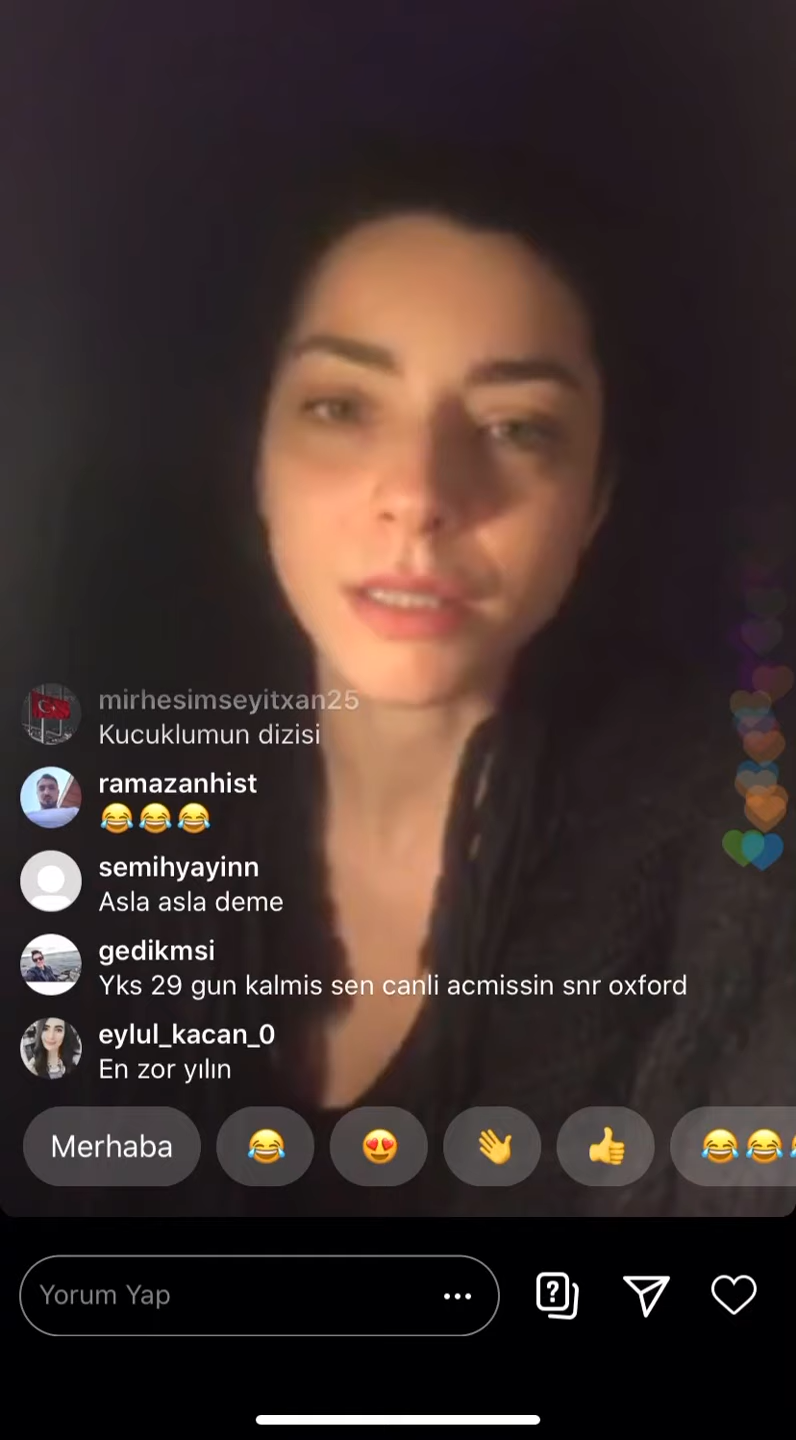 mirhesimseyitxan25
Kucuklumun dizisi
ramazanhist
😂😂😂
semihyayinn
Asla asla deme
gedikmsi
Yks 29 gun kalmis sen canli acmissin snr oxford
eylul_kacan_0
En zor yılın
Merhaba 😂 😍 👋 👍 😂😂
Yorum Yap